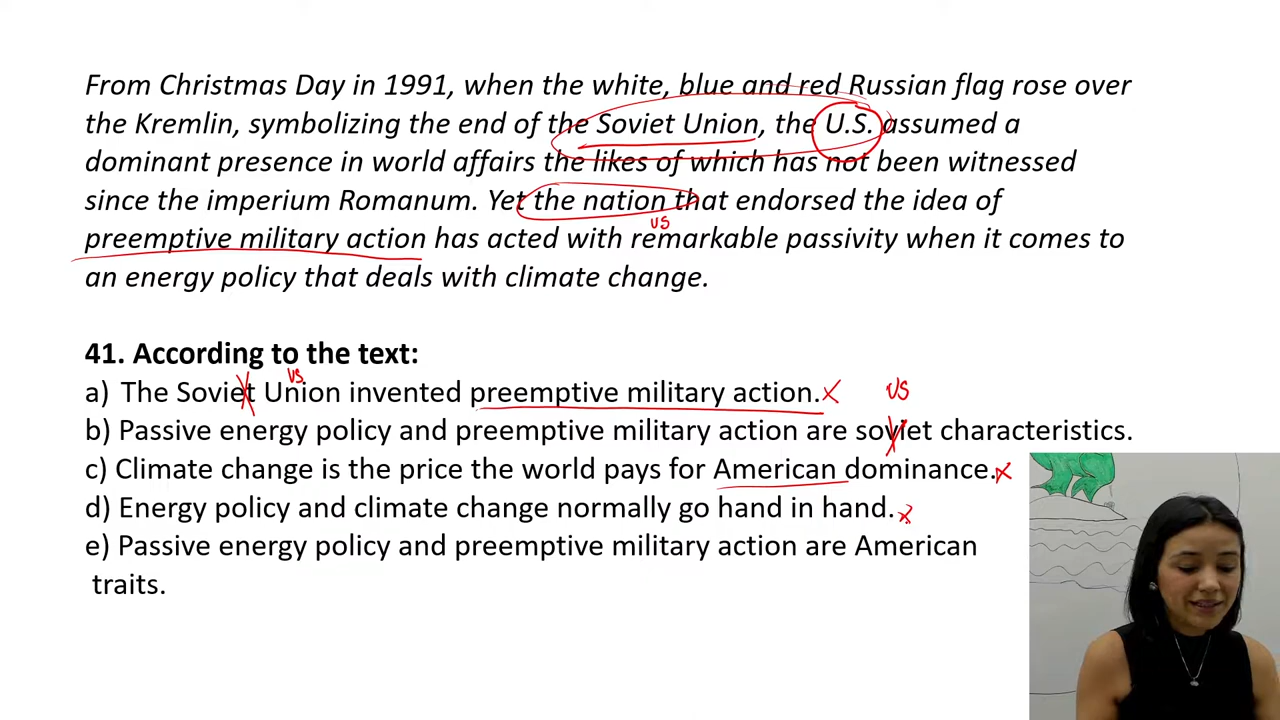 From Christmas Day in 1991, when the white, blue and red Russian flag rose over
the Kremlin, symbolizing the end of the Soviet Union, the U.S. assumed a
dominant presence in world affairs the likes of which has not been witnessed
since the imperium Romanum. Yet the nation that endorsed the idea of
US
preemptive military action has acted with remarkable passivity when it comes to
an energy policy that deals with climate change.
41. According to the text:
US
a) The Soviet Union invented preemptive military action.
US
b) Passive energy policy and preemptive military action are soviet characteristics.
c) Climate change is the price the world pays for American dominance.
d) Energy policy and climate change normally go hand in hand.
e) Passive energy policy and preemptive military action are American
traits.